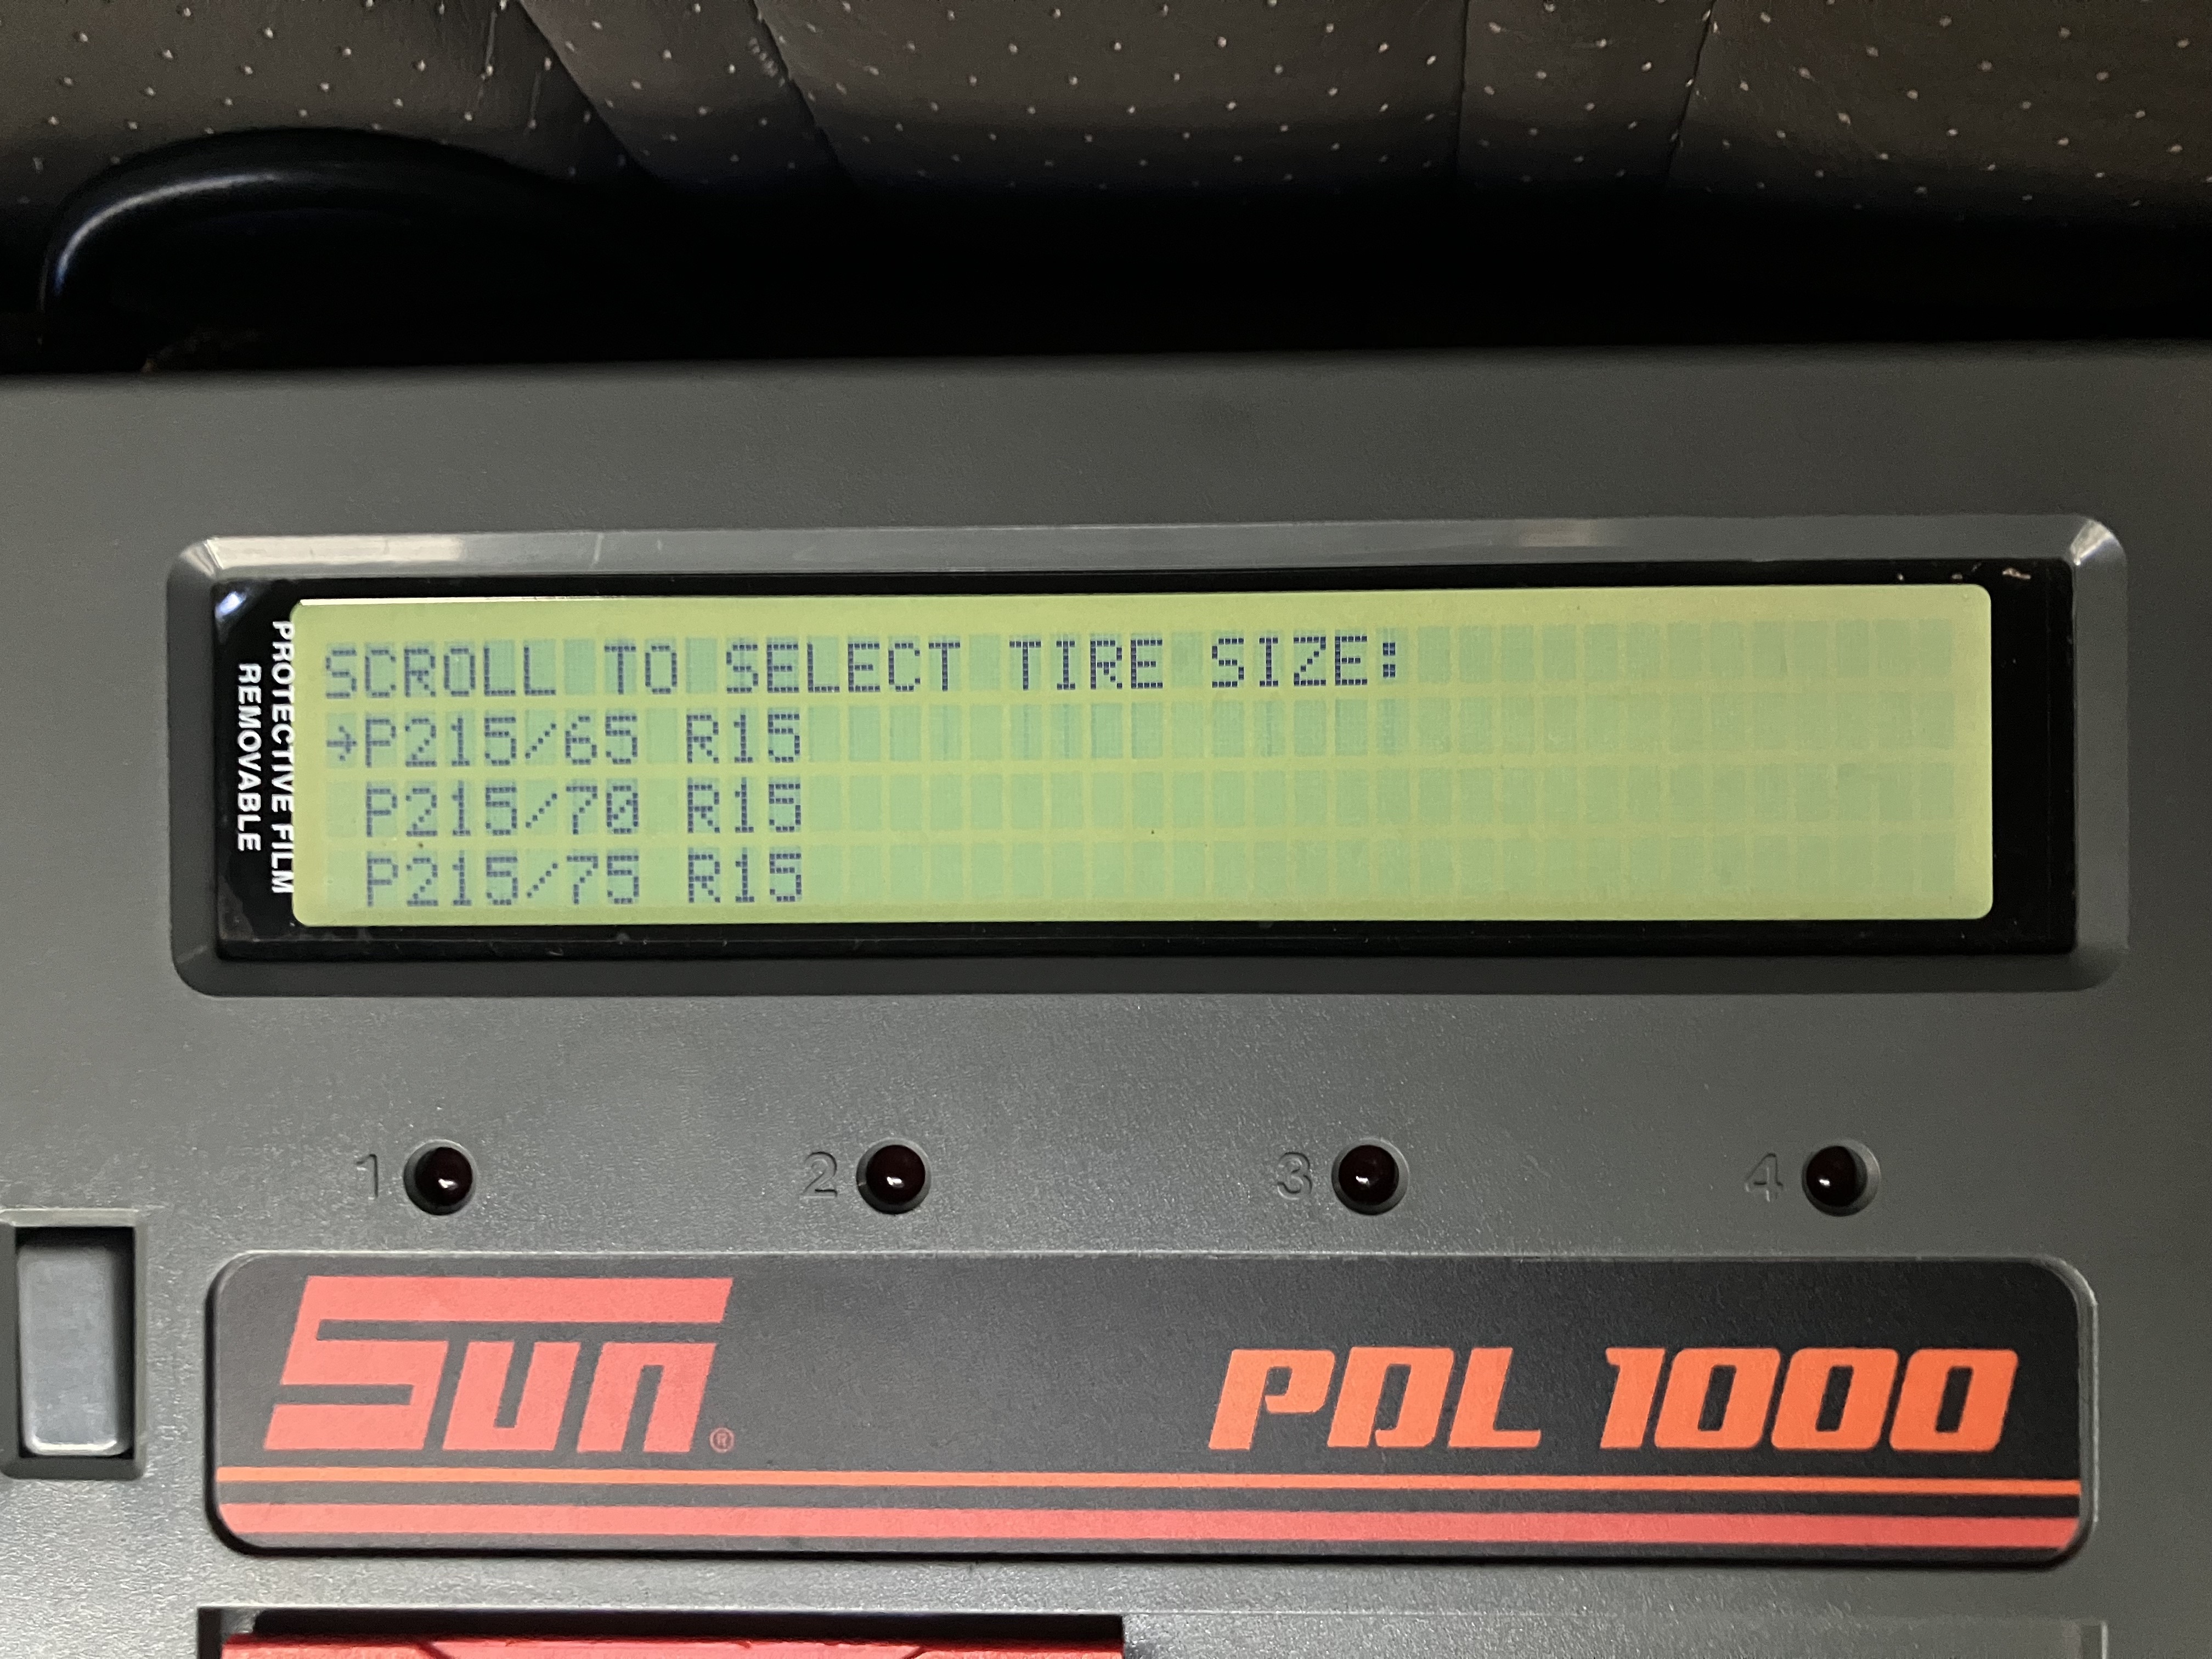 SCROLL TO SELECT TIRE SIZE:
→P215/65 R15
P215/70 R15
P215/75 R15
PROTECTIVE FILM
REMOVABLE
1 2 3 4
Sun®
PDL 1000